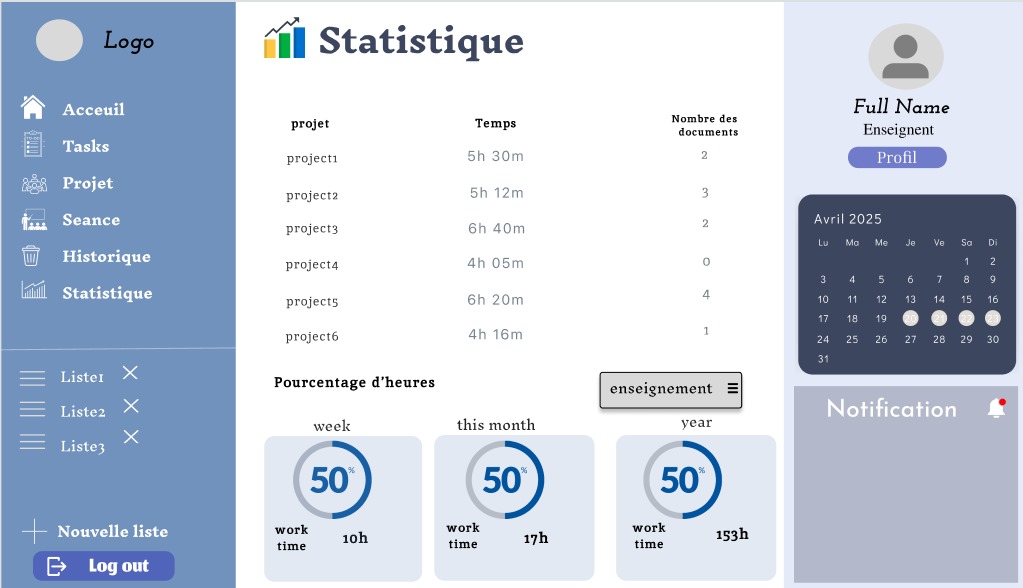 Logo
Acceuil
Tasks
Projet
Seance
Historique
Statistique
Liste1
Liste2
Liste3
Nouvelle liste
Log out
Statistique
projet Temps Nombre des
documents
project1 5h 30m 2
project2 5h 12m 3
project3 6h 40m 2
project4 4h 05m 0
project5 6h 20m 4
project6 4h 16m 1
Pourcentage d'heures
enseignement
week this month year
50% 50% 50%
work
time 10h
work
time 17h
work
time 153h
Full Name
Enseignent
Profil
Avril 2025
Lu Ma Me Je Ve Sa Di
1 2
3 4 5 6 7 8 9
10 11 12 13 14 15 16
17 18 19 20 21 22 23
24 25 26 27 28 29 30
31
Notification